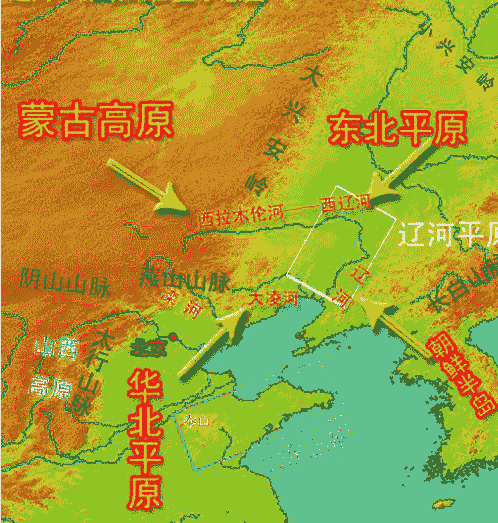 小兴安岭
大兴安岭
蒙古高原
东北平原
西拉木伦河
西辽河
辽河平原
阴山山脉
燕山山脉
滦河
大凌河
辽河
长白山脉
山西
高原
太行山脉
北京
华北平原
朝鲜半岛
泰山